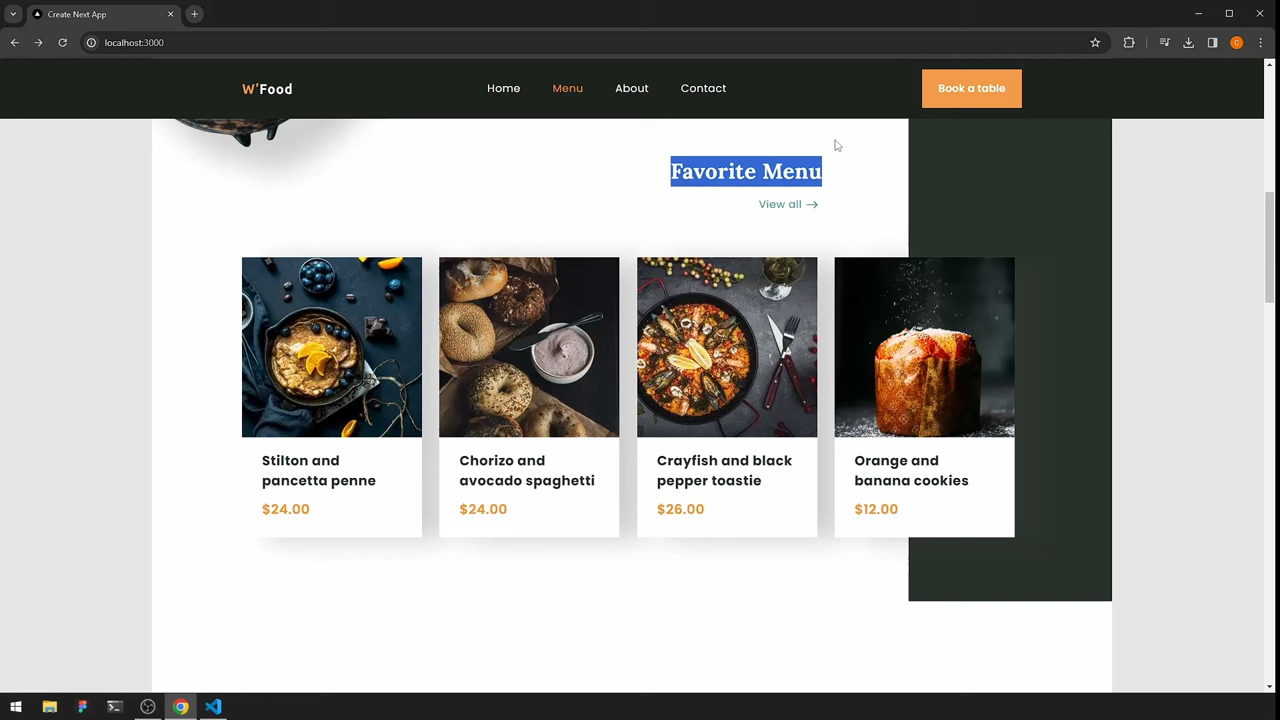 Create Next App
localhost:3000
C
W'Food
Home
Menu
About
Contact
Book a table
Favorite Menu
View all
Stilton and
pancetta penne
$24.00
Chorizo and
avocado spaghetti
$24.00
Crayfish and black
pepper toastie
$26.00
Orange and
banana cookies
$12.00